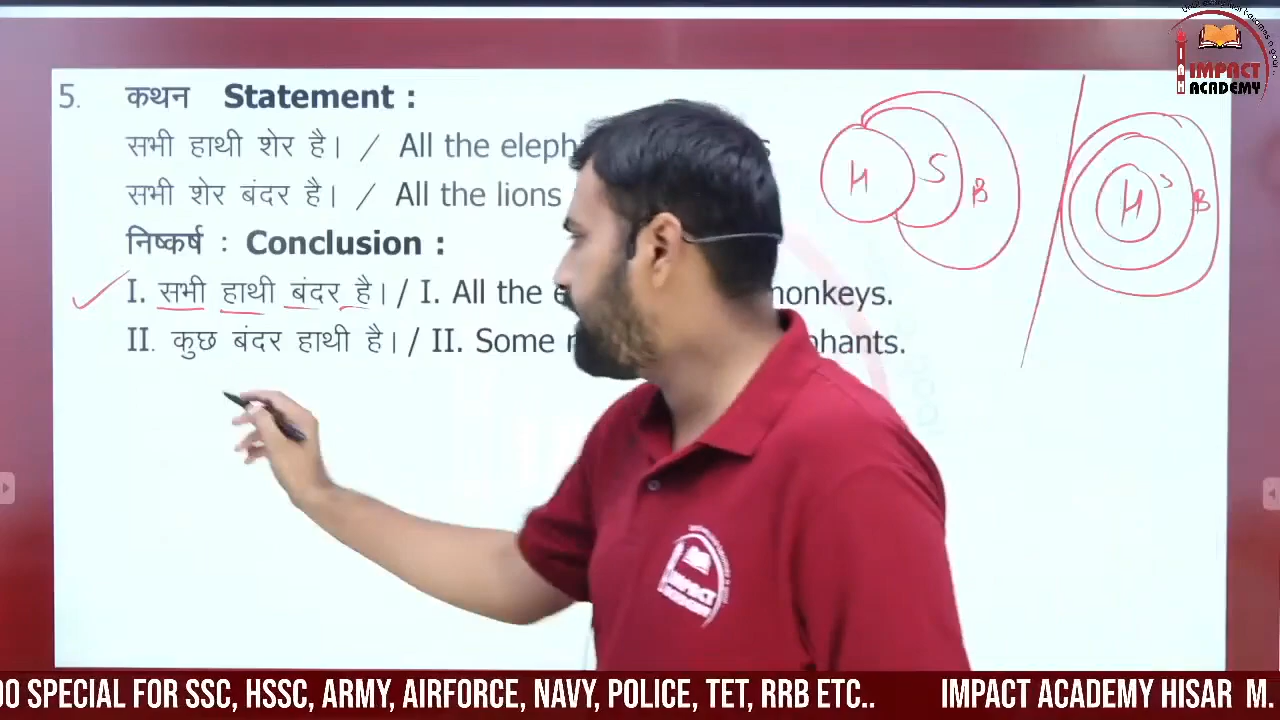 IMPACT
ACADEMY
5. कथन Statement :
सभी हाथी शेर है। / All the
सभी शेर बंदर है। / All the lions
निष्कर्ष : Conclusion :
I. सभी हाथी बंदर है। / I. All the monkeys.
II. कुछ बंदर हाथी है। / II. Some
H S B
H S B
SPECIAL FOR SSC, HSSC, ARMY, AIRFORCE, NAVY, POLICE, TET, RRB ETC.. IMPACT ACADEMY HISAR M.